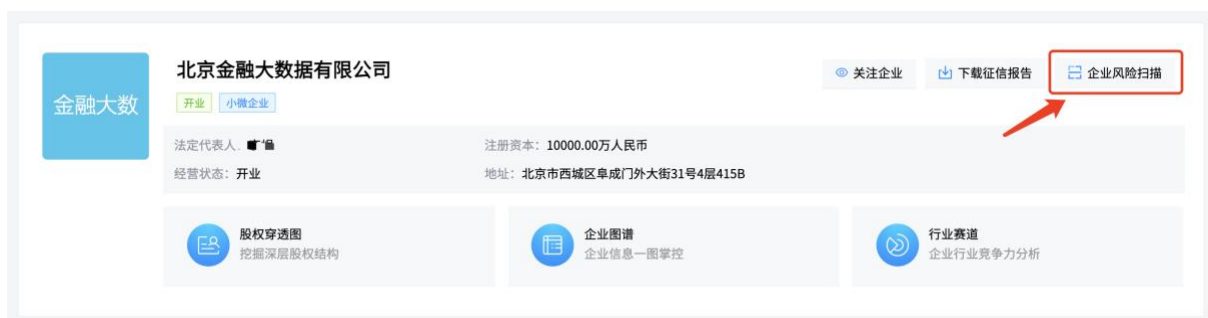 金融大数
北京金融大数据有限公司
关注企业 下载征信报告 企业风险扫描
开业 小微企业
法定代表人 注册资本：10000.00万人民币
经营状态：开业 地址：北京市西城区阜成门外大街31号4层415B
股权穿透图 企业图谱 行业赛道
挖掘深层股权结构 企业信息一图掌控 企业行业竞争力分析